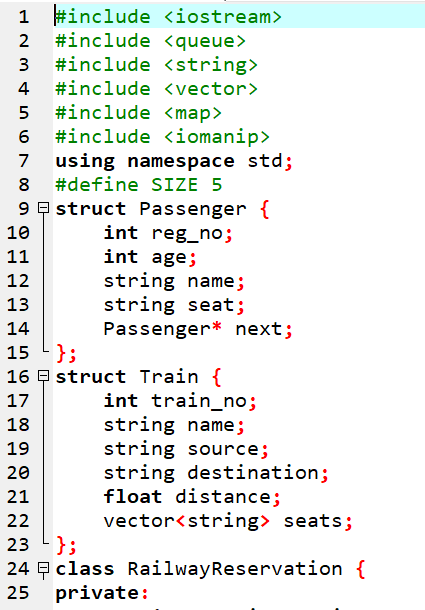 1 #include <iostream>
2 #include <queue>
3 #include <string>
4 #include <vector>
5 #include <map>
6 #include <iomanip>
7 using namespace std;
8 #define SIZE 5
9 struct Passenger {
10     int reg_no;
11     int age;
12     string name;
13     string seat;
14     Passenger* next;
15 };
16 struct Train {
17     int train_no;
18     string name;
19     string source;
20     string destination;
21     float distance;
22     vector<string> seats;
23 };
24 class RailwayReservation {
25 private: